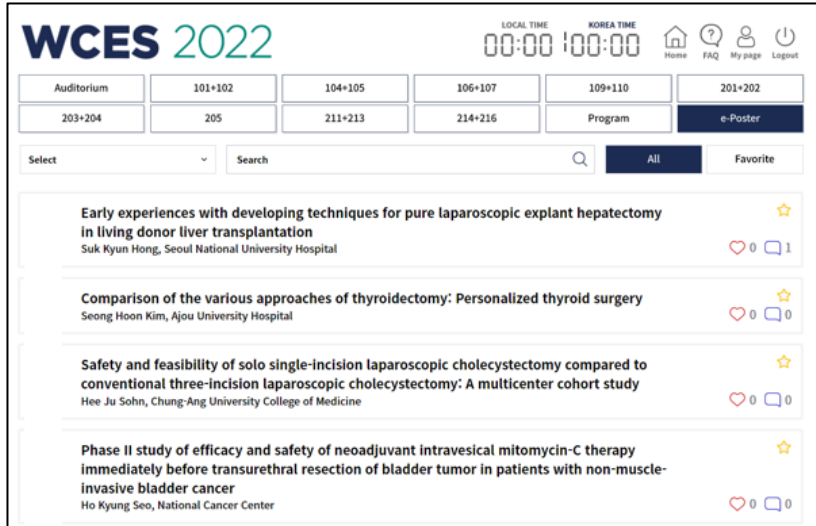 WCES 2022
LOCAL TIME KOREA TIME
00:00 00:00
Home FAQ My page Logout
Auditorium 101+102 104+105 106+107 109+110 201+202
203+204 205 211+213 214+216 Program e-Poster
Select Search All Favorite
Early experiences with developing techniques for pure laparoscopic explant hepatectomy
in living donor liver transplantation
Suk Kyun Hong, Seoul National University Hospital
0 1
Comparison of the various approaches of thyroidectomy: Personalized thyroid surgery
Seong Hoon Kim, Ajou University Hospital
0 0
Safety and feasibility of solo single-incision laparoscopic cholecystectomy compared to
conventional three-incision laparoscopic cholecystectomy: A multicenter cohort study
Hee Ju Sohn, Chung-Ang University College of Medicine
0 0
Phase II study of efficacy and safety of neoadjuvant intravesical mitomycin-C therapy
immediately before transurethral resection of bladder tumor in patients with non-muscle-
invasive bladder cancer
Ho Kyung Seo, National Cancer Center
0 0